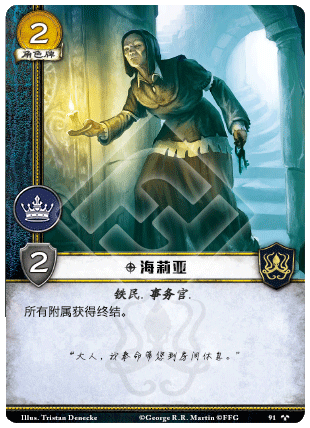 2
角色牌
2
海莉亚
铁民. 事务官.
所有附属获得终结。
“大人，我奉命带您到房间休息。”
Illus. Tristan Denecke ©George R.R. Martin ©FFG 91